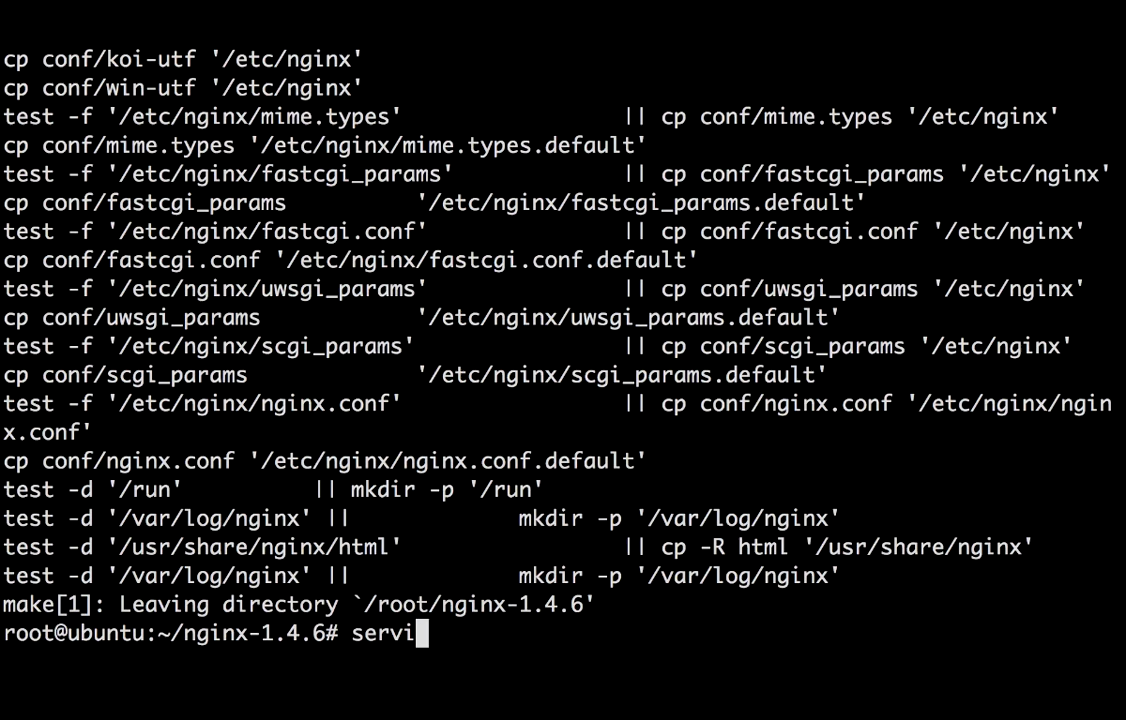 cp conf/koi-utf '/etc/nginx'
cp conf/win-utf '/etc/nginx'
test -f '/etc/nginx/mime.types'                 || cp conf/mime.types '/etc/nginx'
cp conf/mime.types '/etc/nginx/mime.types.default'
test -f '/etc/nginx/fastcgi_params'             || cp conf/fastcgi_params '/etc/nginx'
cp conf/fastcgi_params          '/etc/nginx/fastcgi_params.default'
test -f '/etc/nginx/fastcgi.conf'               || cp conf/fastcgi.conf '/etc/nginx'
cp conf/fastcgi.conf '/etc/nginx/fastcgi.conf.default'
test -f '/etc/nginx/uwsgi_params'               || cp conf/uwsgi_params '/etc/nginx'
cp conf/uwsgi_params            '/etc/nginx/uwsgi_params.default'
test -f '/etc/nginx/scgi_params'                || cp conf/scgi_params '/etc/nginx'
cp conf/scgi_params             '/etc/nginx/scgi_params.default'
test -f '/etc/nginx/nginx.conf'                 || cp conf/nginx.conf '/etc/nginx/ngin
x.conf'
cp conf/nginx.conf '/etc/nginx/nginx.conf.default'
test -d '/run'          || mkdir -p '/run'
test -d '/var/log/nginx' ||             mkdir -p '/var/log/nginx'
test -d '/usr/share/nginx/html'                 || cp -R html '/usr/share/nginx'
test -d '/var/log/nginx' ||             mkdir -p '/var/log/nginx'
make[1]: Leaving directory `/root/nginx-1.4.6'
root@ubuntu:~/nginx-1.4.6# servi